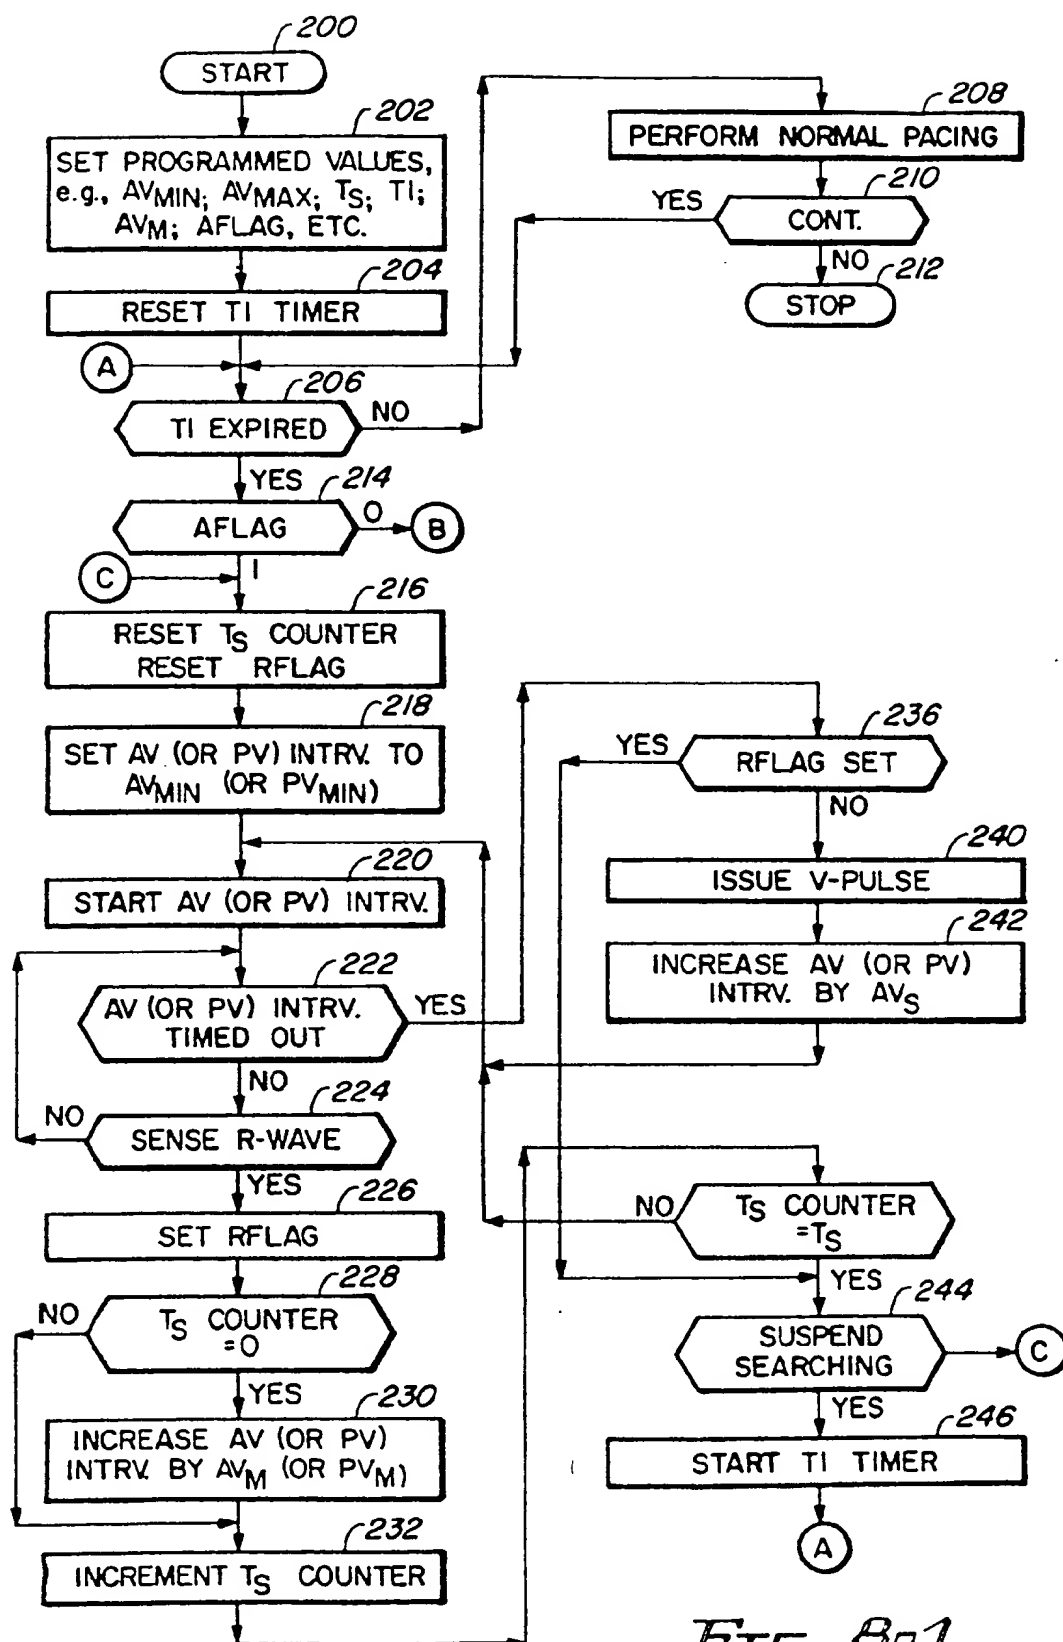 200
START
202
SET PROGRAMMED VALUES,
e.g., AVMIN; AVMAX; TS; TI;
AVM; AFLAG, ETC.
204
RESET TI TIMER
A
206
TI EXPIRED
NO
YES
214
AFLAG
0
B
C
1
216
RESET TS COUNTER
RESET RFLAG
218
SET AV (OR PV) INTRV. TO
AVMIN (OR PVMIN)
220
START AV (OR PV) INTRV.
222
AV (OR PV) INTRV.
TIMED OUT
YES
NO
224
NO
SENSE R-WAVE
YES
226
SET RFLAG
228
NO
TS COUNTER
=0
YES
230
INCREASE AV (OR PV)
INTRV. BY AVM (OR PVM)
232
INCREMENT TS COUNTER
208
PERFORM NORMAL PACING
210
YES
CONT.
NO
212
STOP
236
YES
RFLAG SET
NO
240
ISSUE V-PULSE
242
INCREASE AV (OR PV)
INTRV. BY AVS
NO
TS COUNTER
=TS
YES
244
SUSPEND
SEARCHING
C
YES
246
START TI TIMER
A